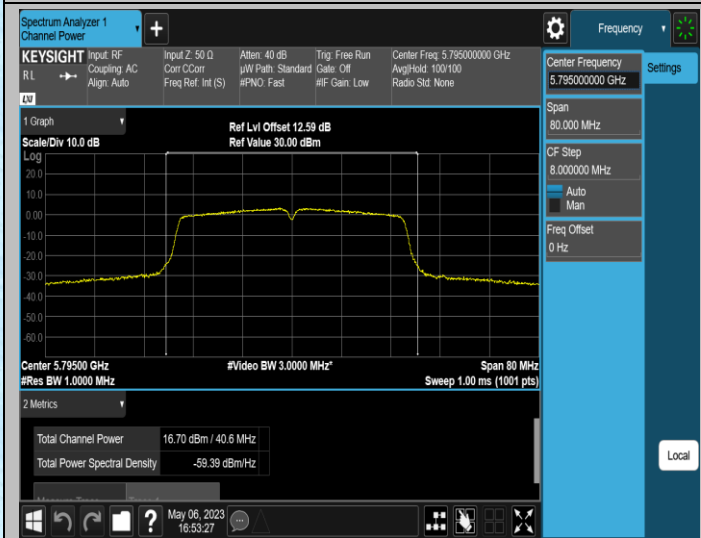 Spectrum Analyzer 1
Channel Power
+
Frequency
KEYSIGHT
RL
LXI
Input: RF
Coupling: AC
Align: Auto
Input Z: 50 Ω
Corr CCorr
Freq Ref: Int (S)
Atten: 40 dB
µW Path: Standard
#PNO: Fast
Trig: Free Run
Gate: Off
#IF Gain: Low
Center Freq: 5.795000000 GHz
Avg|Hold: 100/100
Radio Std: None
Center Frequency
5.795000000 GHz
Settings
Span
80.000 MHz
CF Step
8.000000 MHz
Auto
Man
Freq Offset
0 Hz
1 Graph
Scale/Div 10.0 dB
Ref Lvl Offset 12.59 dB
Ref Value 30.00 dBm
Log
20.0
10.0
0.00
-10.0
-20.0
-30.0
-40.0
-50.0
-60.0
Center 5.79500 GHz
#Video BW 3.0000 MHz*
Span 80 MHz
#Res BW 1.0000 MHz
Sweep 1.00 ms (1001 pts)
2 Metrics
Total Channel Power 16.70 dBm / 40.6 MHz
Total Power Spectral Density -59.39 dBm/Hz
Local
?
May 06, 2023
16:53:27